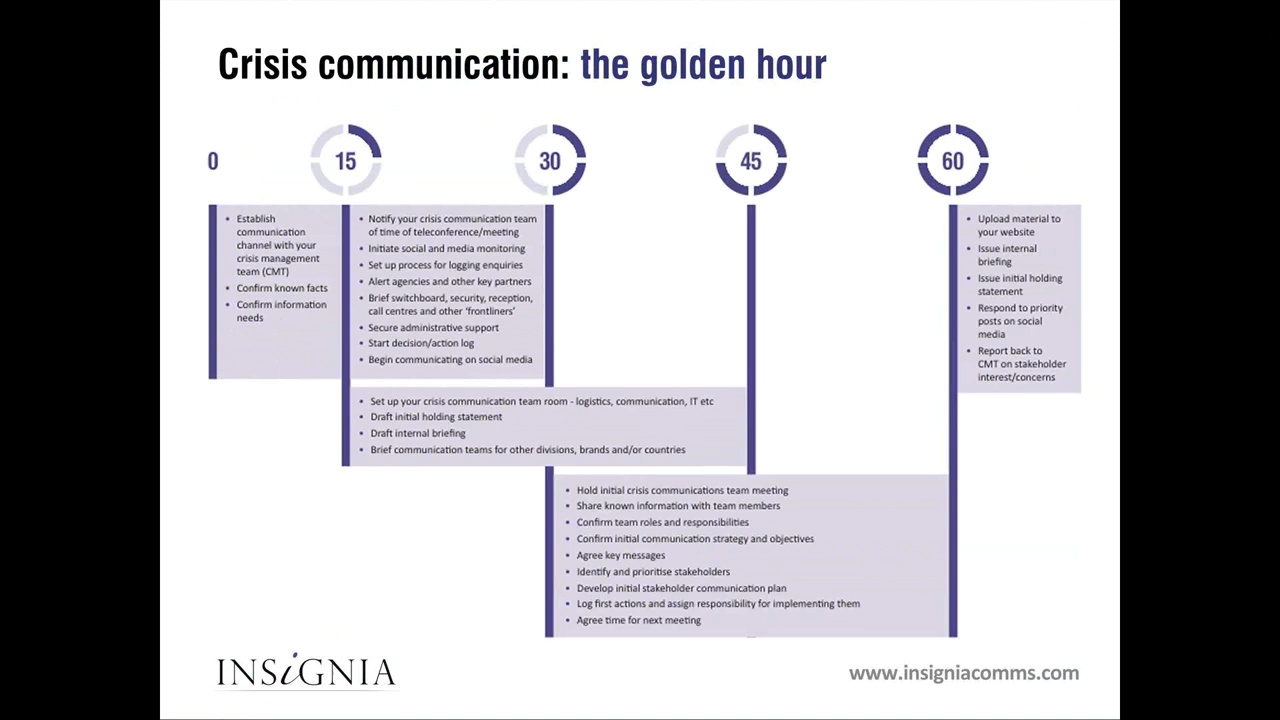 Crisis communication: the golden hour
0
15
30
45
60
• Establish
communication
channel with your
crisis management
team (CMT)
• Confirm known facts
• Confirm information
needs
• Notify your crisis communication team
of time of teleconference/meeting
• Initiate social and media monitoring
• Set up process for logging enquiries
• Alert agencies and other key partners
• Brief switchboard, security, reception,
call centres and other ‘frontliners’
• Secure administrative support
• Start decision/action log
• Begin communicating on social media
• Upload material to
your website
• Issue internal
briefing
• Issue initial holding
statement
• Respond to priority
posts on social
media
• Report back to
CMT on stakeholder
interest/concerns
• Set up your crisis communication team room - logistics, communication, IT etc
• Draft initial holding statement
• Draft internal briefing
• Brief communication teams for other divisions, brands and/or countries
• Hold initial crisis communications team meeting
• Share known information with team members
• Confirm team roles and responsibilities
• Confirm initial communication strategy and objectives
• Agree key messages
• Identify and prioritise stakeholders
• Develop initial stakeholder communication plan
• Log first actions and assign responsibility for implementing them
• Agree time for next meeting
INSiGNIA
www.insigniacomms.com